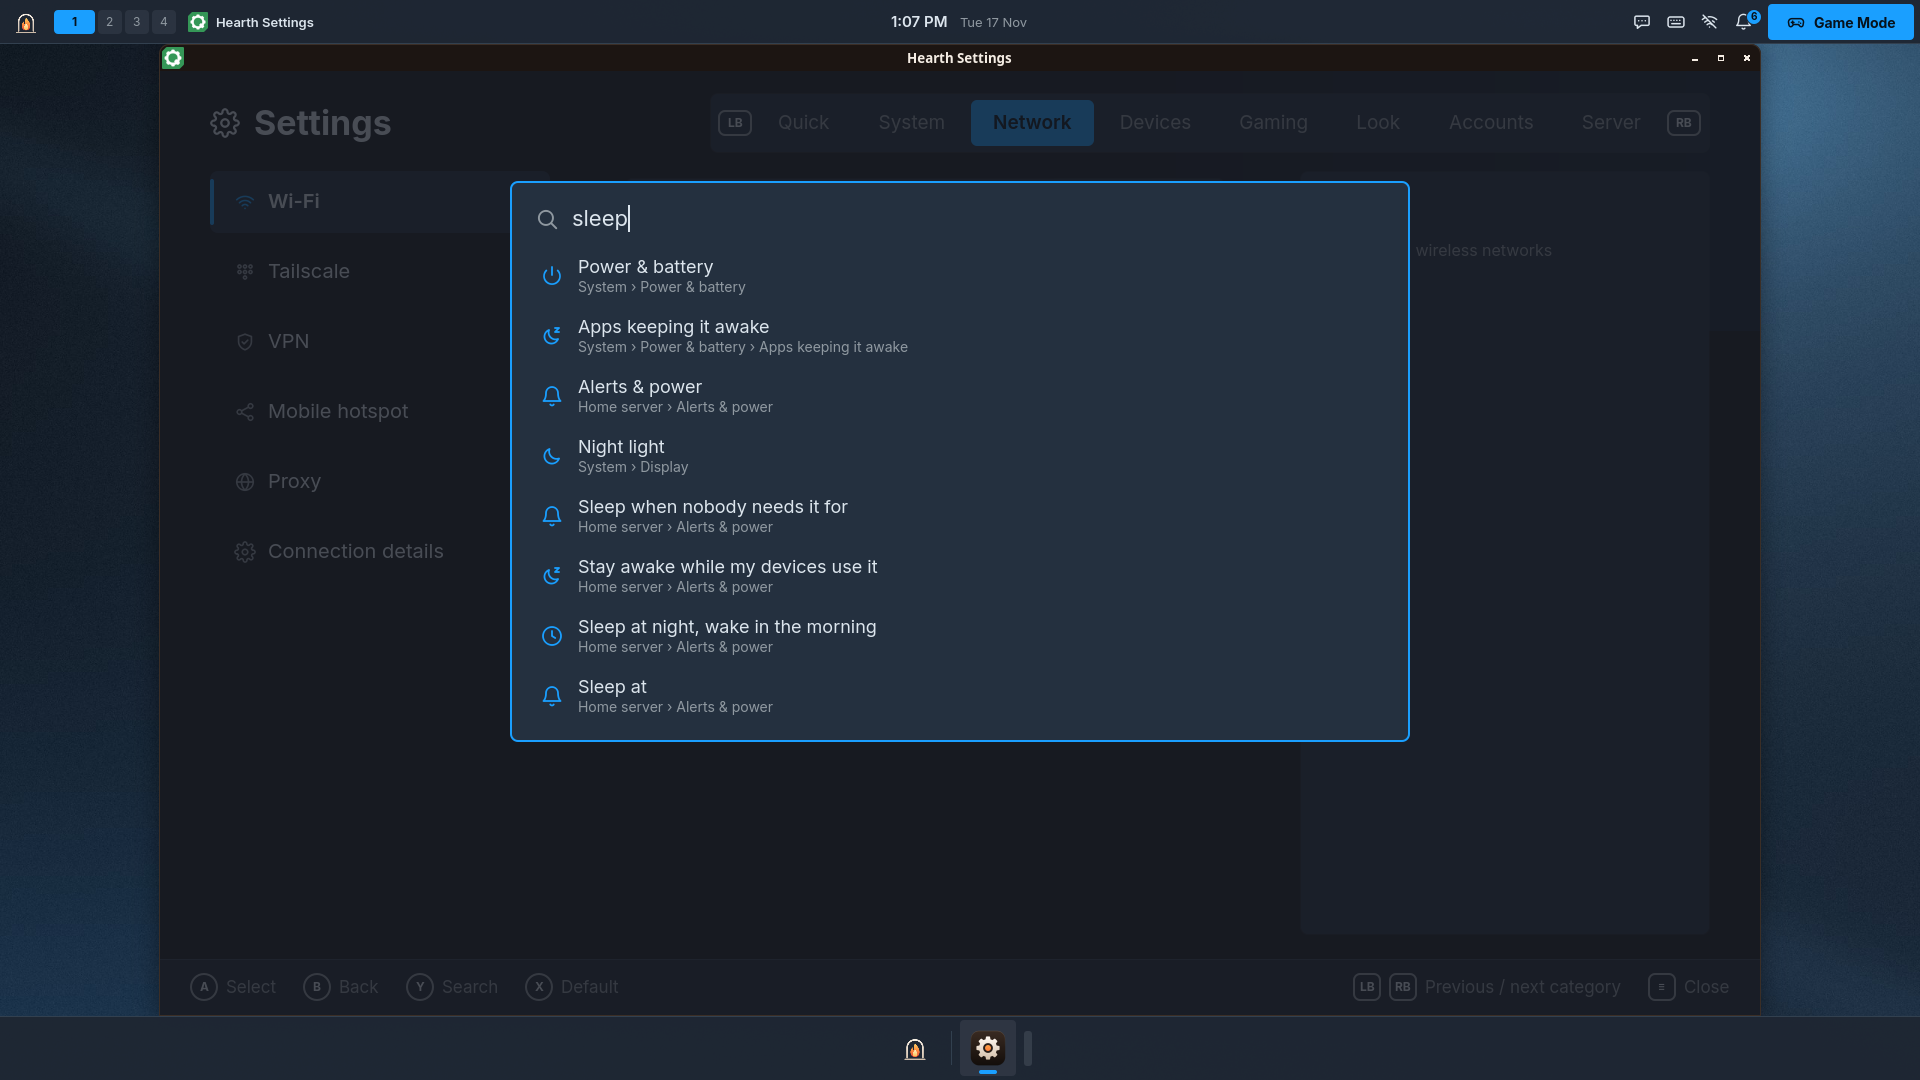 1 2 3 4 Hearth Settings
1:07 PM Tue 17 Nov
6
Game Mode
Hearth Settings
Settings
LB Quick System Network Devices Gaming Look Accounts Server RB
Wi-Fi
Tailscale
VPN
Mobile hotspot
Proxy
Connection details
wireless networks
sleep
Power & battery
System › Power & battery
Apps keeping it awake
System › Power & battery › Apps keeping it awake
Alerts & power
Home server › Alerts & power
Night light
System › Display
Sleep when nobody needs it for
Home server › Alerts & power
Stay awake while my devices use it
Home server › Alerts & power
Sleep at night, wake in the morning
Home server › Alerts & power
Sleep at
Home server › Alerts & power
A Select B Back Y Search X Default
LB RB Previous / next category ≡ Close